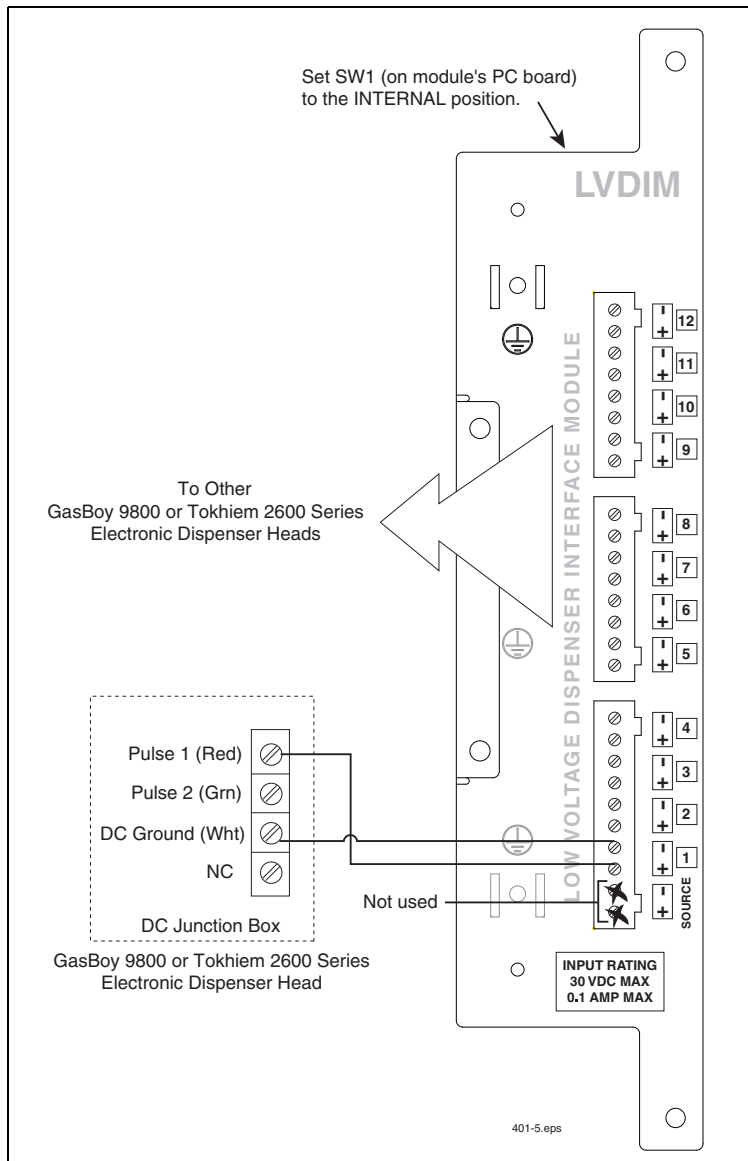 Set SW1 (on module's PC board)
to the INTERNAL position.
LVDIM
LOW VOLTAGE DISPENSER INTERFACE MODULE
- + 12
- + 11
- + 10
- + 9
- + 8
- + 7
- + 6
- + 5
- + 4
- + 3
- + 2
- + 1
- + SOURCE
To Other
GasBoy 9800 or Tokhiem 2600 Series
Electronic Dispenser Heads
Pulse 1 (Red)
Pulse 2 (Grn)
DC Ground (Wht)
NC
DC Junction Box
GasBoy 9800 or Tokhiem 2600 Series
Electronic Dispenser Head
Not used
INPUT RATING
30 VDC MAX
0.1 AMP MAX
401-5.eps